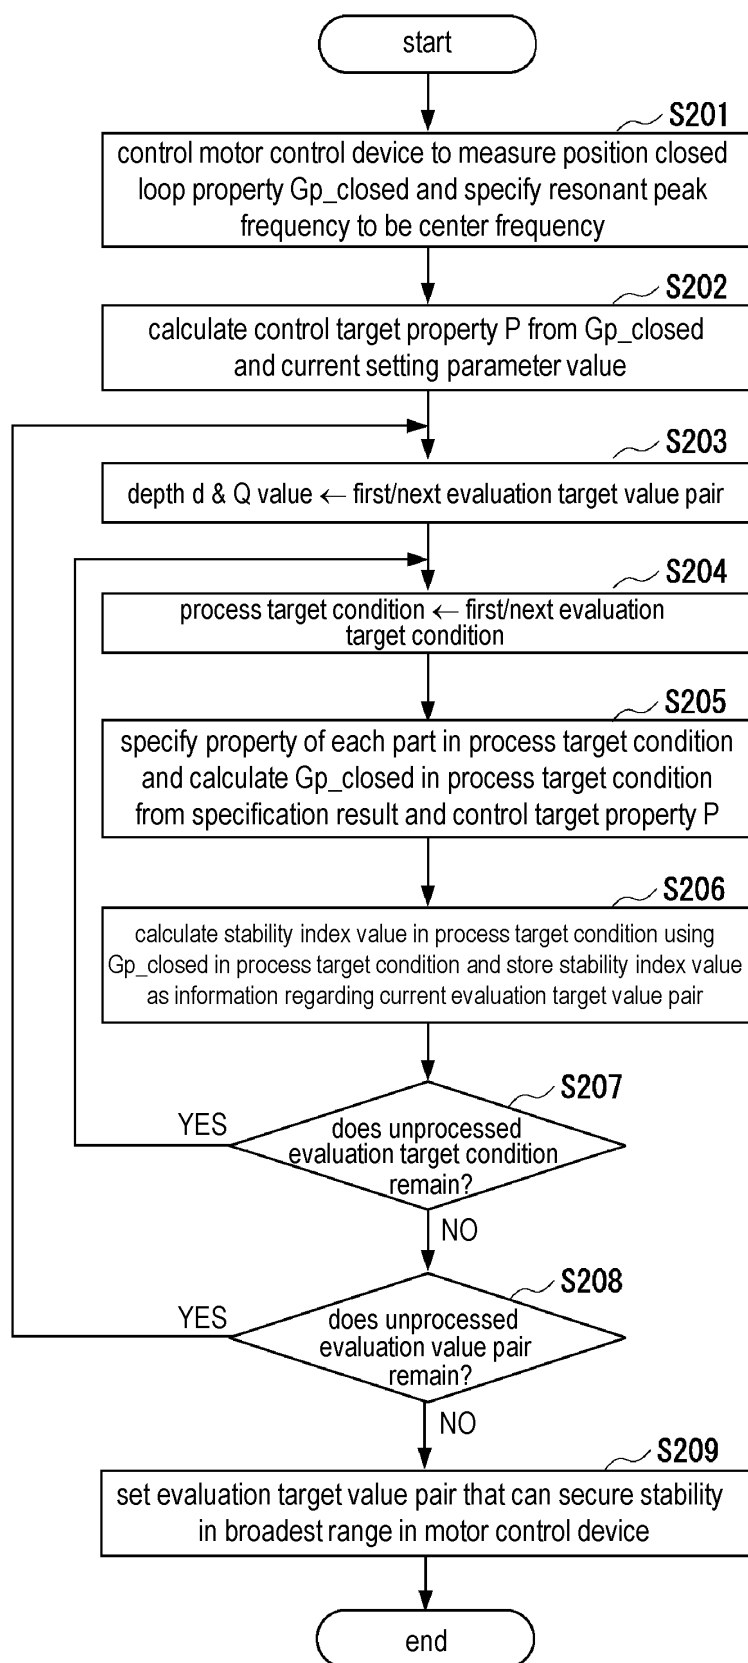 start
S201
control motor control device to measure position closed
loop property Gp_closed and specify resonant peak
frequency to be center frequency
S202
calculate control target property P from Gp_closed
and current setting parameter value
S203
depth d & Q value ← first/next evaluation target value pair
S204
process target condition ← first/next evaluation
target condition
S205
specify property of each part in process target condition
and calculate Gp_closed in process target condition
from specification result and control target property P
S206
calculate stability index value in process target condition using
Gp_closed in process target condition and store stability index value
as information regarding current evaluation target value pair
S207
YES
does unprocessed
evaluation target condition
remain?
NO
S208
YES
does unprocessed
evaluation value pair
remain?
NO
S209
set evaluation target value pair that can secure stability
in broadest range in motor control device
end